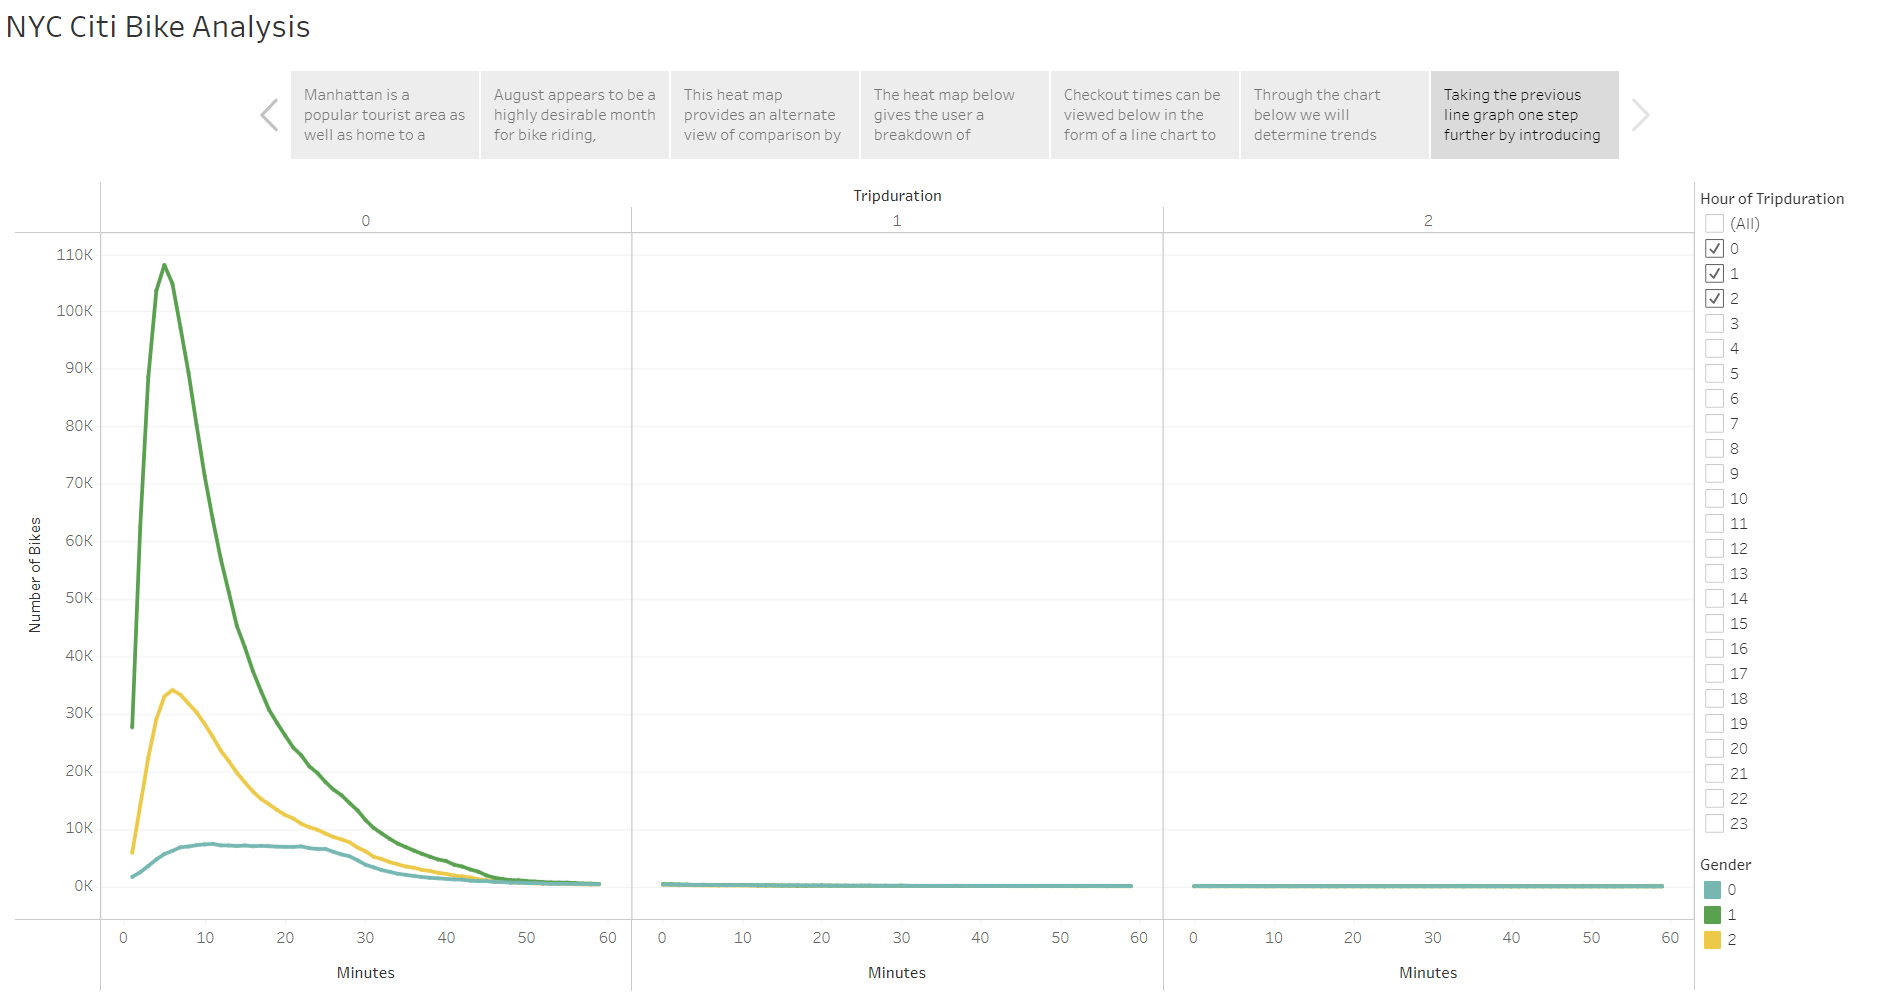 NYC Citi Bike Analysis
Manhattan is a
popular tourist area as
well as home to a
August appears to be a
highly desirable month
for bike riding,
This heat map
provides an alternate
view of comparison by
The heat map below
gives the user a
breakdown of
Checkout times can be
viewed below in the
form of a line chart to
Through the chart
below we will
determine trends
Taking the previous
line graph one step
further by introducing
Tripduration
0
1
2
110K
100K
90K
80K
70K
60K
50K
40K
30K
20K
10K
0K
Number of Bikes
0 10 20 30 40 50 60
Minutes
0 10 20 30 40 50 60
Minutes
0 10 20 30 40 50 60
Minutes
Hour of Tripduration
(All)
0
1
2
3
4
5
6
7
8
9
10
11
12
13
14
15
16
17
18
19
20
21
22
23
Gender
0
1
2